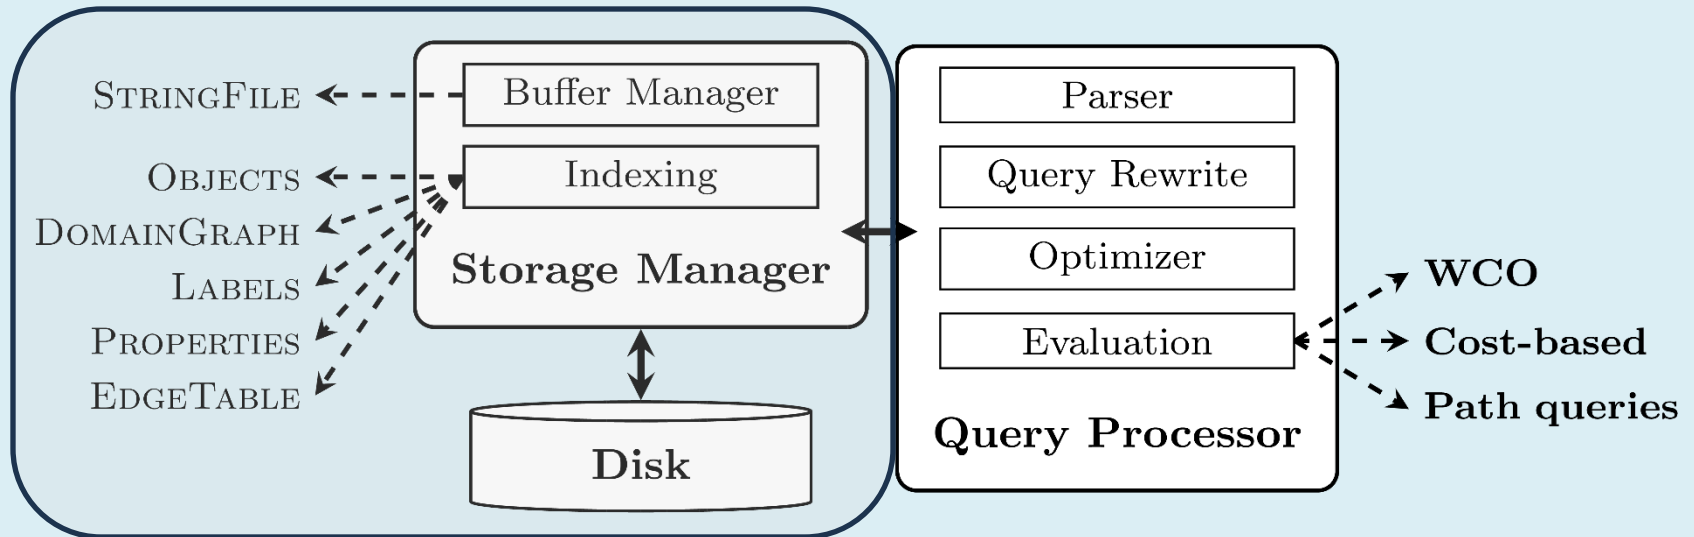 STRINGFILE
OBJECTS
DOMAINGRAPH
LABELS
PROPERTIES
EDGETABLE
Buffer Manager
Indexing
Storage Manager
Disk
Parser
Query Rewrite
Optimizer
Evaluation
Query Processor
WCO
Cost-based
Path queries